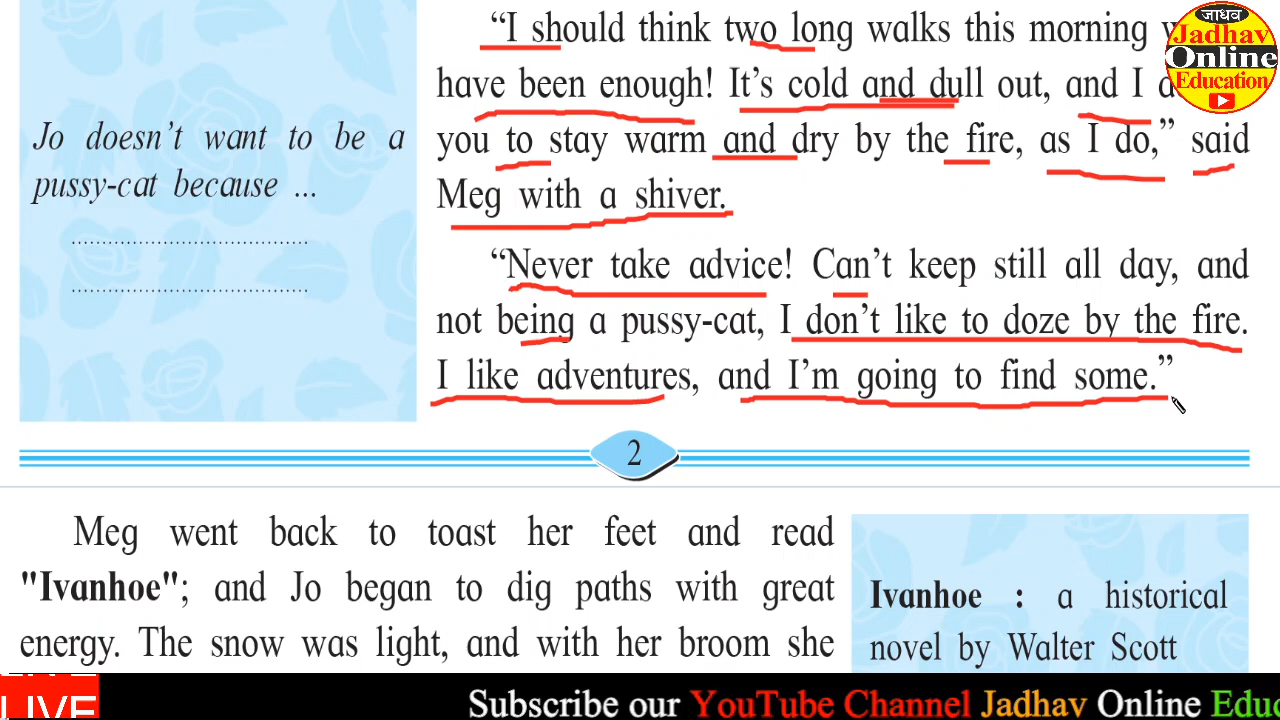 “I should think two long walks this morning
have been enough! It’s cold and dull out, and I
you to stay warm and dry by the fire, as I do,” said
Meg with a shiver.
“Never take advice! Can’t keep still all day, and
not being a pussy-cat, I don’t like to doze by the fire.
I like adventures, and I’m going to find some.”
Jo doesn’t want to be a
pussy-cat because ...
जाधव
Jadhav
Online
Education
2
Meg went back to toast her feet and read
"Ivanhoe"; and Jo began to dig paths with great
energy. The snow was light, and with her broom she
Ivanhoe : a historical
novel by Walter Scott
LIVE
Subscribe our YouTube Channel Jadhav Online Educ